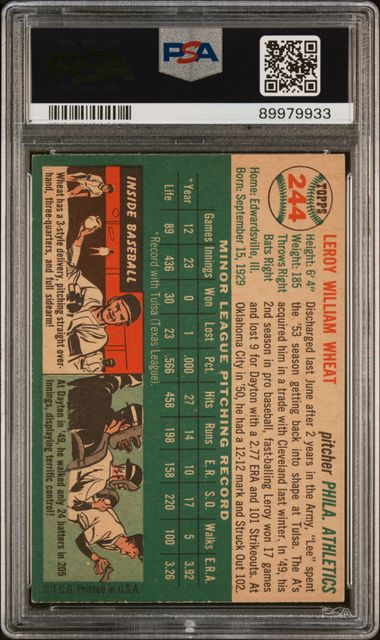 PSA
89979933
TOPPS
244
LEROY WILLIAM WHEAT
pitcher PHILA. ATHLETICS
Height: 6' 4"
Weight: 185
Throws Right
Bats Right
Home: Edwardsville, Ill.
Born: September 15, 1929
Discharged last June after 2 years in the Army, "Lee" spent
the '53 season getting back into shape at Tulsa. The A's
acquired him in a trade with Cleveland last winter. In '49, his
2nd season in pro baseball, fast-balling Leroy won 17 games
and lost 9 for Dayton with a 2.77 ERA and 101 Strikeouts. At
Oklahoma City in '50, he had a 12-12 mark and Struck Out 102.
MINOR LEAGUE PITCHING RECORD
Games Innings Won Lost Pct. Hits Runs E.R. S.O. Walks E.R.A.
*Year 12 23 0 1 .000 27 14 10 17 5 3.92
Life 89 436 30 23 .566 458 198 158 220 100 3.26
*Record with Tulsa (Texas League).
INSIDE BASEBALL
Wheat has a 3-style delivery, pitching straight over-
hand, three-quarters, and full sidearm!
At Dayton in '49, he walked only 24 batters in 205
Innings, displaying terrific control!
©T.C.G. Printed in U.S.A.